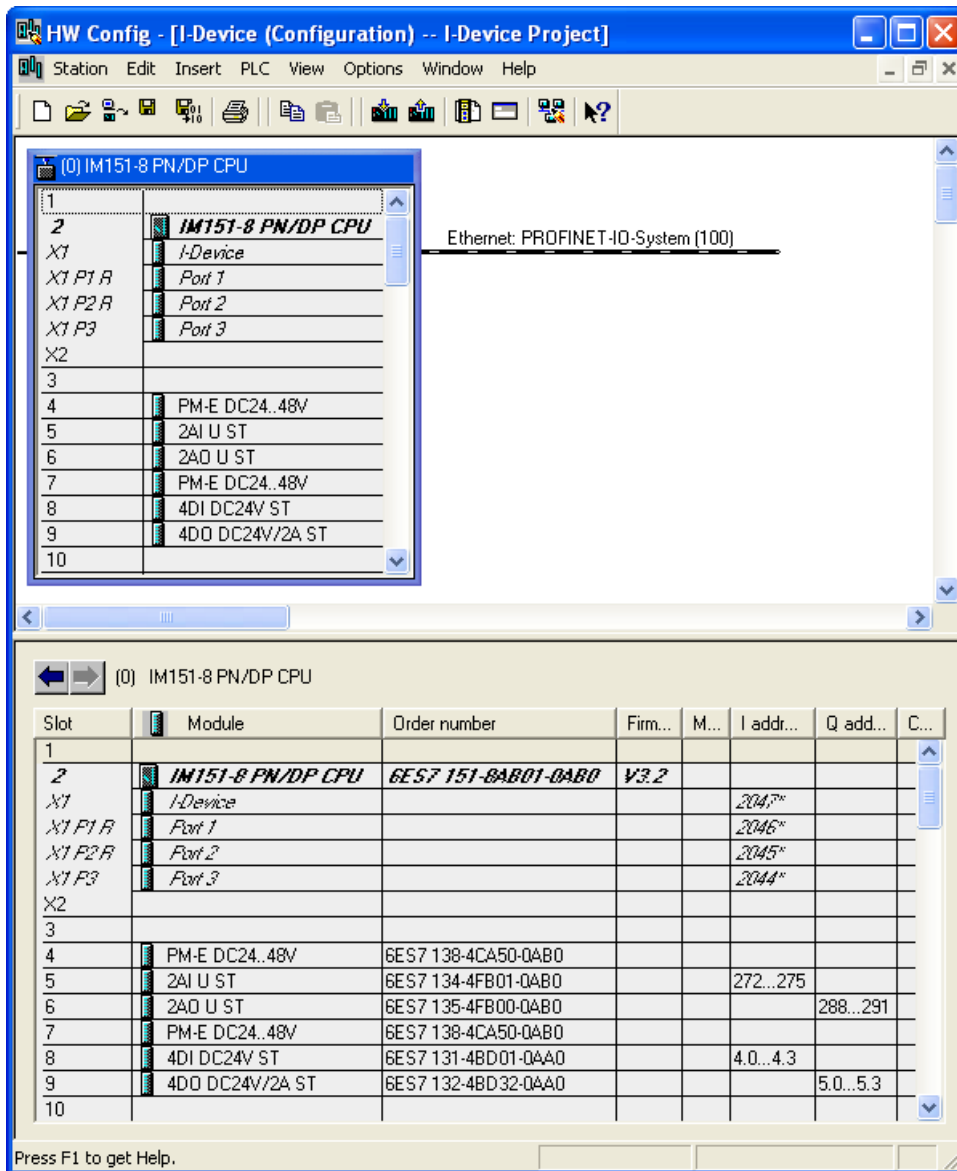 HW Config - [I-Device (Configuration) -- I-Device Project]
Station Edit Insert PLC View Options Window Help
(0) IM151-8 PN/DP CPU
1
2 IM151-8 PN/DP CPU
X1 I-Device
X1 P1 R Port 1
X1 P2 R Port 2
X1 P3 Port 3
X2
3
4 PM-E DC24..48V
5 2AI U ST
6 2AO U ST
7 PM-E DC24..48V
8 4DI DC24V ST
9 4DO DC24V/2A ST
10
Ethernet: PROFINET-IO-System (100)
(0) IM151-8 PN/DP CPU
Slot Module Order number Firm... M... I addr... Q add... C...
1
2 IM151-8 PN/DP CPU 6ES7 151-8AB01-0AB0 V3.2
X1 I-Device 2047*
X1 P1 R Port 1 2046*
X1 P2 R Port 2 2045*
X1 P3 Port 3 2044*
X2
3
4 PM-E DC24..48V 6ES7 138-4CA50-0AB0
5 2AI U ST 6ES7 134-4FB01-0AB0 272...275
6 2AO U ST 6ES7 135-4FB00-0AB0 288...291
7 PM-E DC24..48V 6ES7 138-4CA50-0AB0
8 4DI DC24V ST 6ES7 131-4BD01-0AA0 4.0...4.3
9 4DO DC24V/2A ST 6ES7 132-4BD32-0AA0 5.0...5.3
10
Press F1 to get Help.